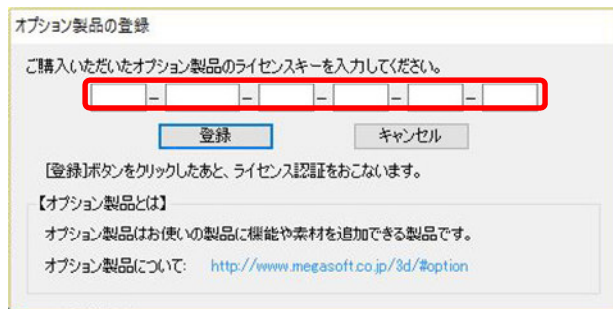 オプション製品の登録
ご購入いただいたオプション製品のライセンスキーを入力してください。
– – – – –
登録 キャンセル
[登録]ボタンをクリックしたあと、ライセンス認証をおこないます。
【オプション製品とは】
オプション製品はお使いの製品に機能や素材を追加できる製品です。
オプション製品について: http://www.megasoft.co.jp/3d/#option